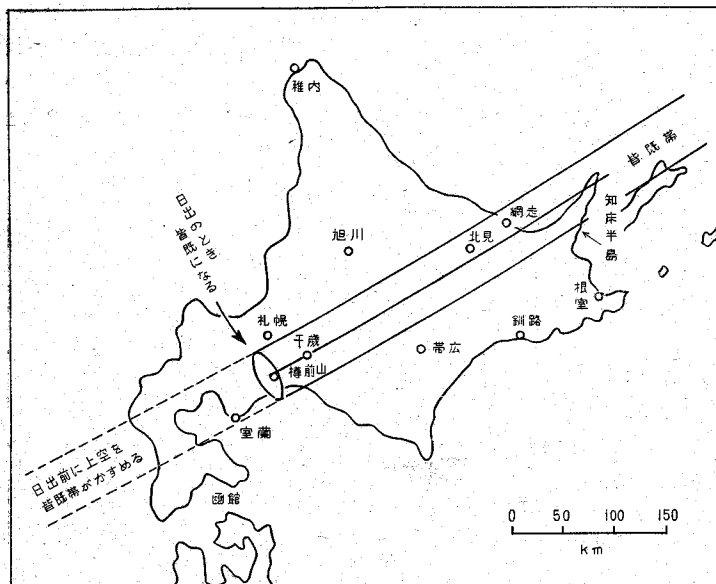 稚内
皆既帯
日出のとき
皆既になる
網走
知床半島
旭川
北見
根室
札幌
千歳
釧路
帯広
樽前山
室蘭
日出前に上空を
皆既帯がかすめる
函館
0 50 100 150
km